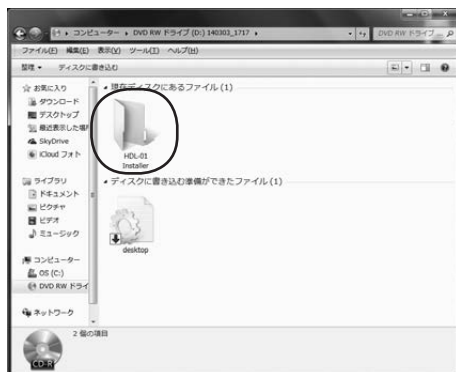 コンピューター ▸ DVD RW ドライブ (D:) 140303_1717 ▸
DVD RW ドライブ ...
ファイル(F) 編集(E) 表示(V) ツール(T) ヘルプ(H)
整理 ▾ ディスクに書き込む
お気に入り
ダウンロード
デスクトップ
最近表示した場所
SkyDrive
iCloud フォト
ライブラリ
ドキュメント
ピクチャ
ビデオ
ミュージック
コンピューター
OS (C:)
DVD RW ドライ
ネットワーク
現在ディスクにあるファイル (1)
HDL-01
Installer
ディスクに書き込む準備ができたファイル (1)
desktop
2 個の項目
CD-R